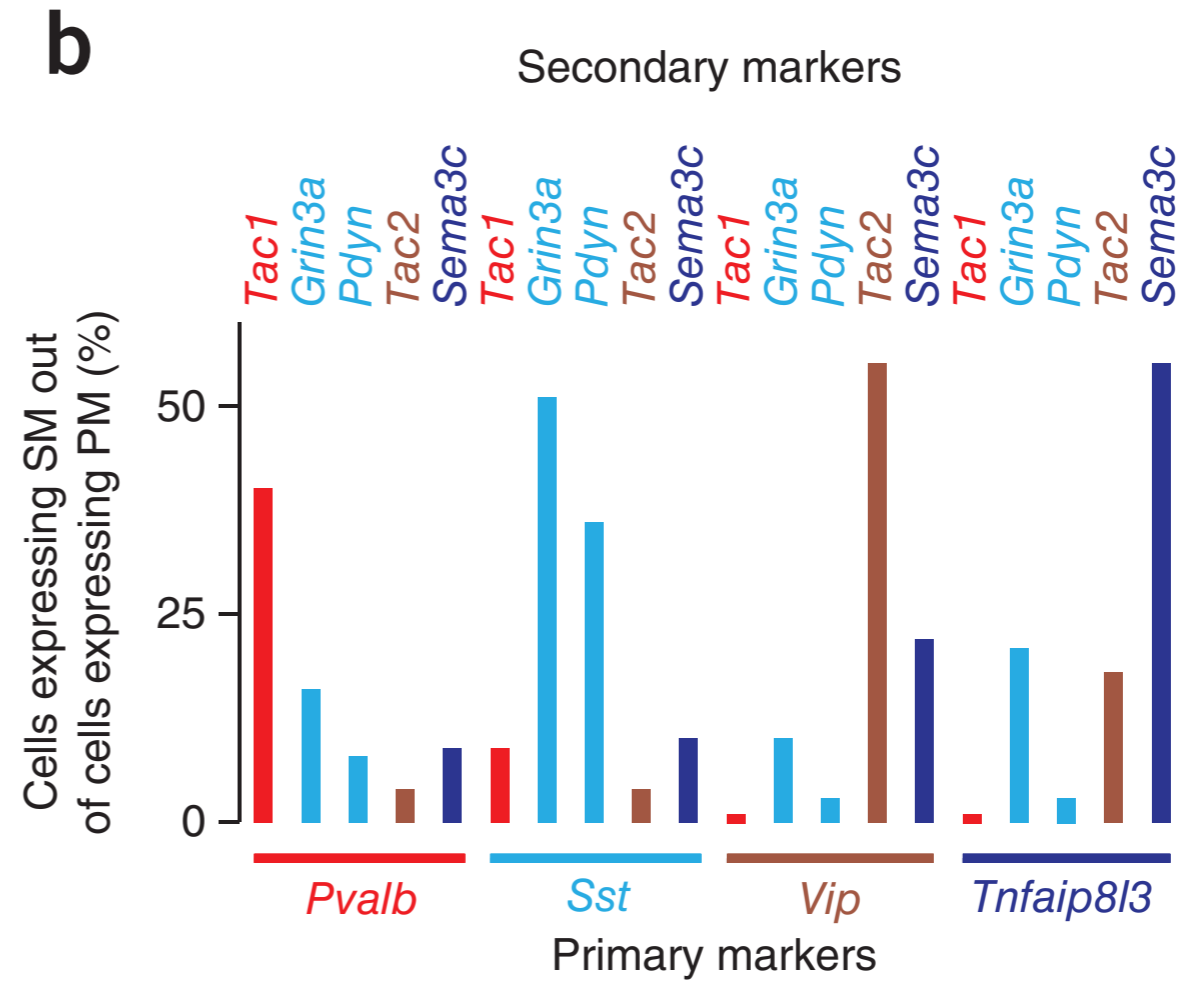 b
Secondary markers
Tac1 Grin3a Pdyn Tac2 Sema3c Tac1 Grin3a Pdyn Tac2 Sema3c Tac1 Grin3a Pdyn Tac2 Sema3c Tac1 Grin3a Pdyn Tac2 Sema3c
Cells expressing SM out
of cells expressing PM (%)
50
25
0
Pvalb Sst Vip Tnfaip8l3
Primary markers